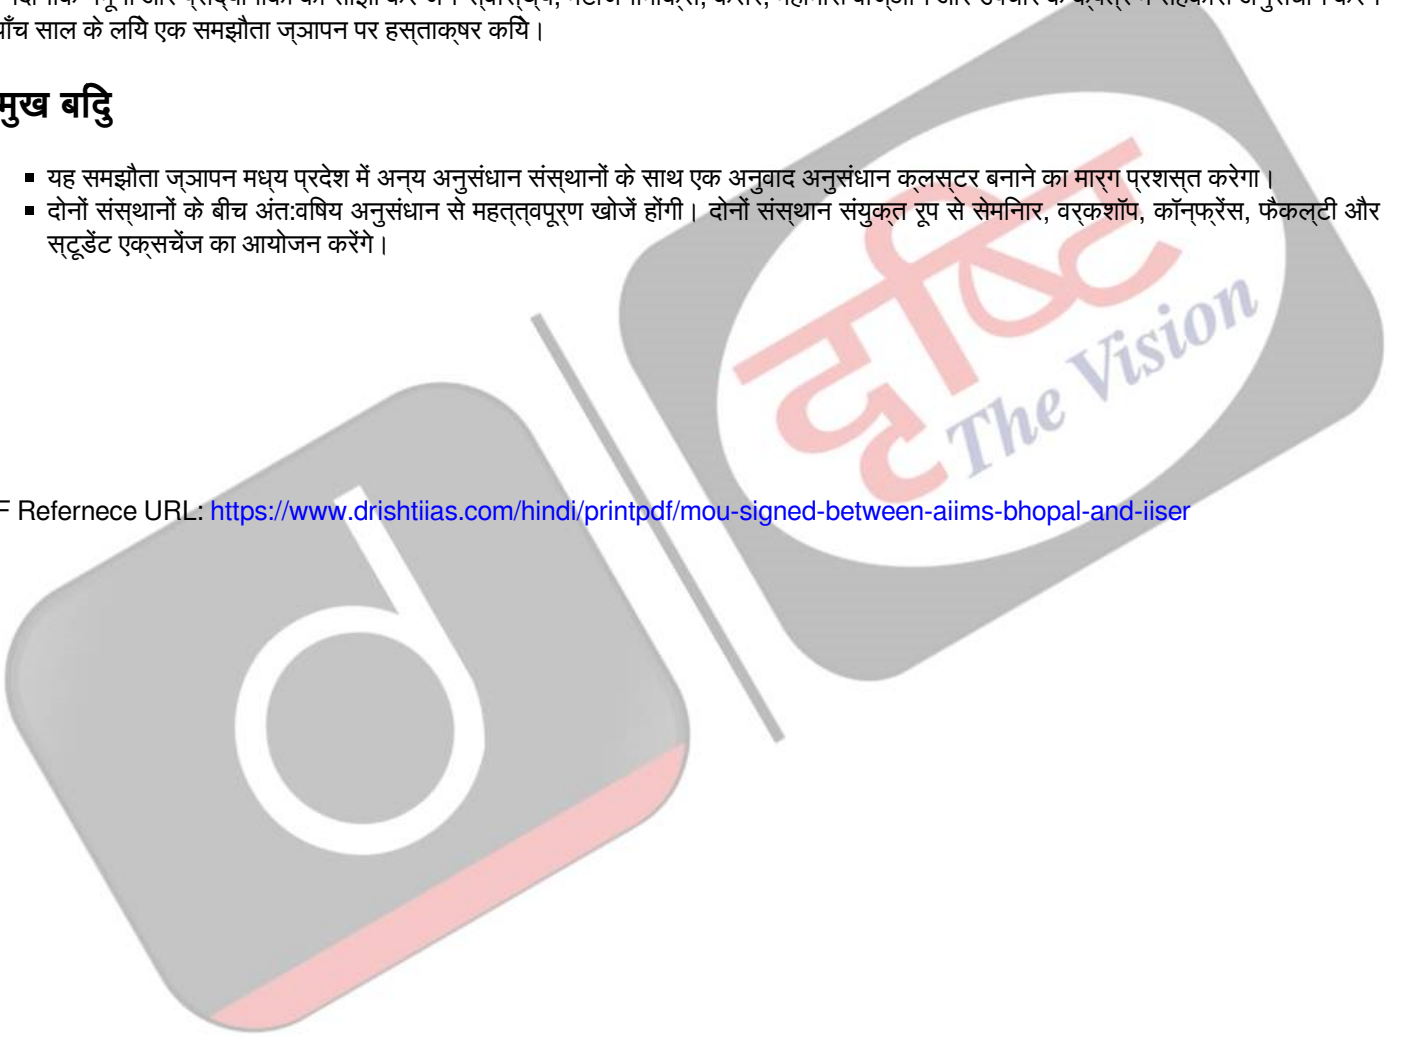 पाँच साल के लिये एक समझौता ज्ञापन पर हस्ताक्षर किये।
मुख बिंदु
▪ यह समझौता ज्ञापन मध्य प्रदेश में अन्य अनुसंधान संस्थानों के साथ एक अनुवाद अनुसंधान क्लस्टर बनाने का मार्ग प्रशस्त करेगा।
▪ दोनों संस्थानों के बीच अंत:विषय अनुसंधान से महत्त्वपूर्ण खोजें होंगी। दोनों संस्थान संयुक्त रूप से सेमिनार, वर्कशॉप, कॉन्फ्रेंस, फैकल्टी और
स्टूडेंट एक्सचेंज का आयोजन करेंगे।
दृष्टि
The Vision
F Refernece URL: https://www.drishtiias.com/hindi/printpdf/mou-signed-between-aiims-bhopal-and-iiser